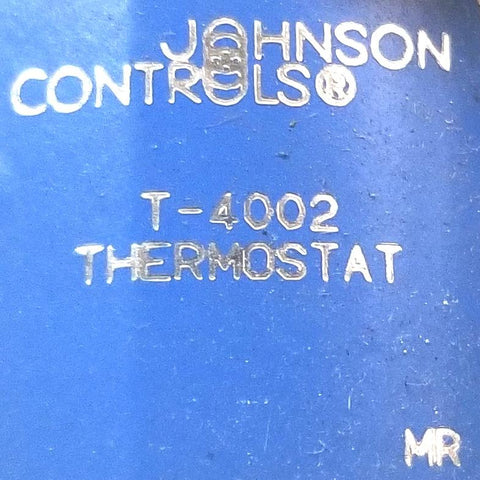 JOHNSON
CONTROLS®
T-4002
THERMOSTAT
MR